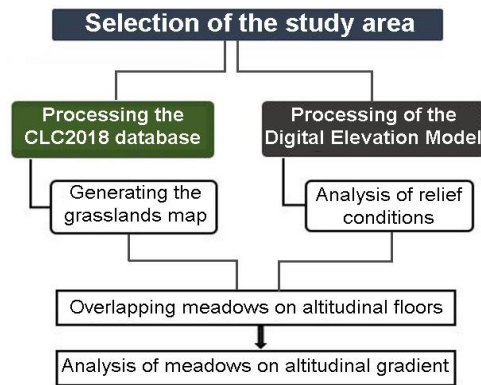 Selection of the study area
Processing the
CLC2018 database
Processing of the
Digital Elevation Model
Generating the
grasslands map
Analysis of relief
conditions
Overlapping meadows on altitudinal floors
Analysis of meadows on altitudinal gradient